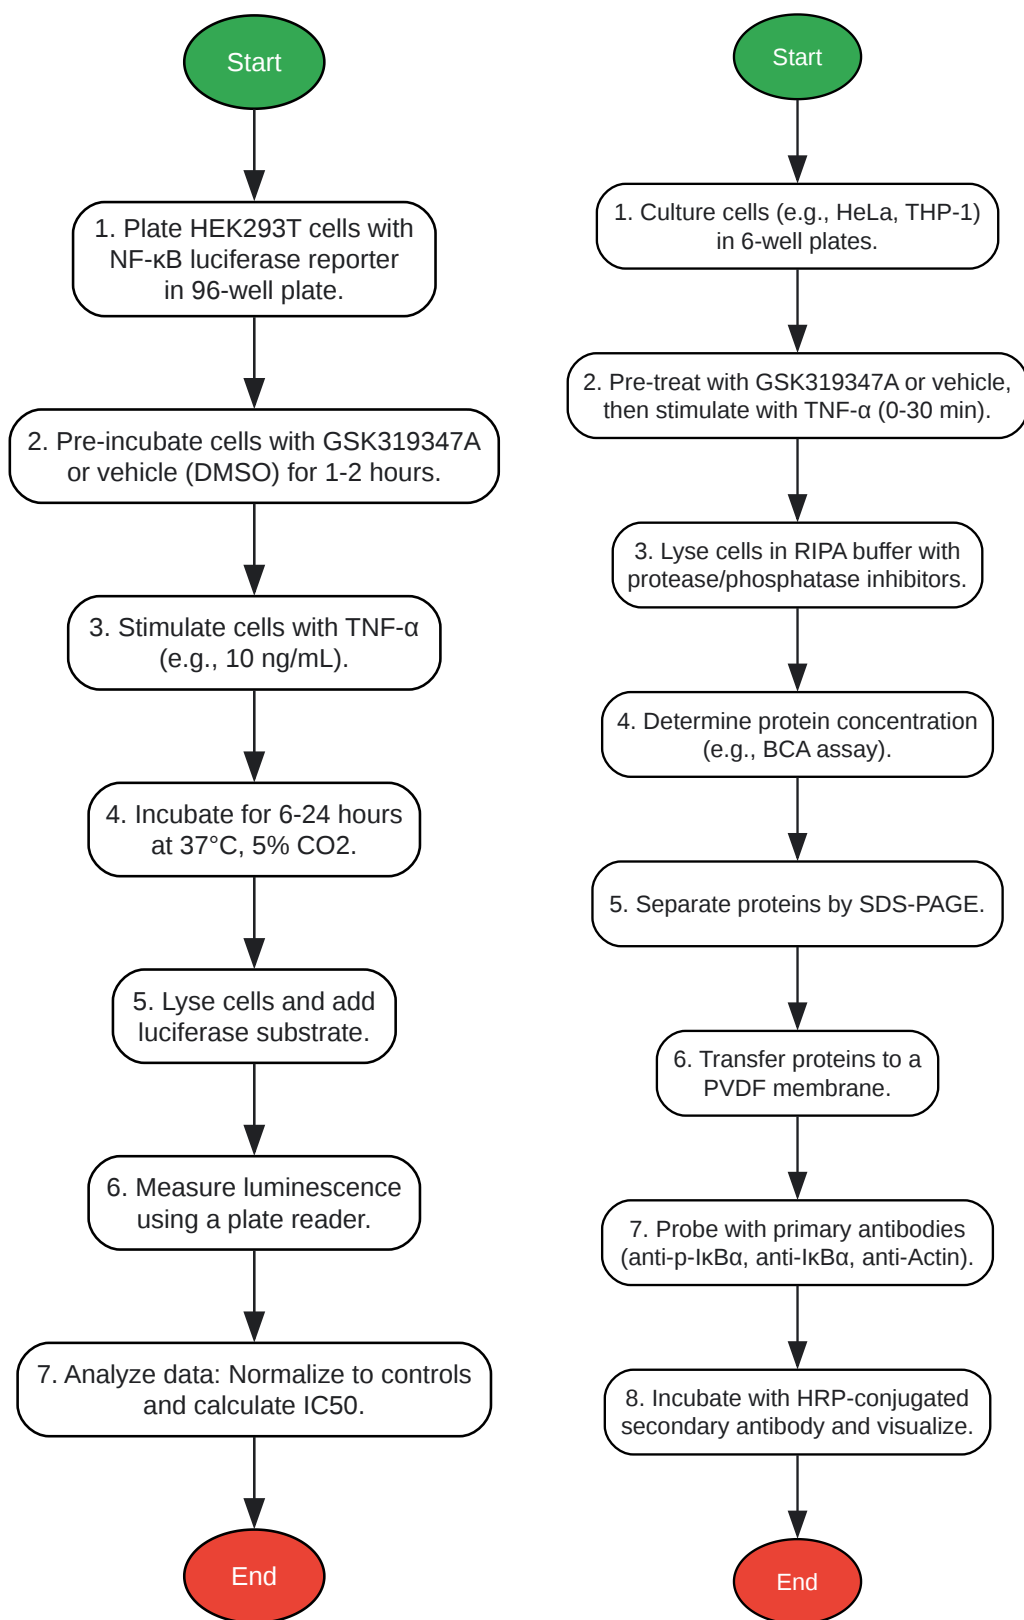 Start
1. Plate HEK293T cells with
NF-κB luciferase reporter
in 96-well plate.
2. Pre-incubate cells with GSK319347A
or vehicle (DMSO) for 1-2 hours.
3. Stimulate cells with TNF-α
(e.g., 10 ng/mL).
4. Incubate for 6-24 hours
at 37°C, 5% CO2.
5. Lyse cells and add
luciferase substrate.
6. Measure luminescence
using a plate reader.
7. Analyze data: Normalize to controls
and calculate IC50.
End
Start
1. Culture cells (e.g., HeLa, THP-1)
in 6-well plates.
2. Pre-treat with GSK319347A or vehicle,
then stimulate with TNF-α (0-30 min).
3. Lyse cells in RIPA buffer with
protease/phosphatase inhibitors.
4. Determine protein concentration
(e.g., BCA assay).
5. Separate proteins by SDS-PAGE.
6. Transfer proteins to a
PVDF membrane.
7. Probe with primary antibodies
(anti-p-IκBα, anti-IκBα, anti-Actin).
8. Incubate with HRP-conjugated
secondary antibody and visualize.
End